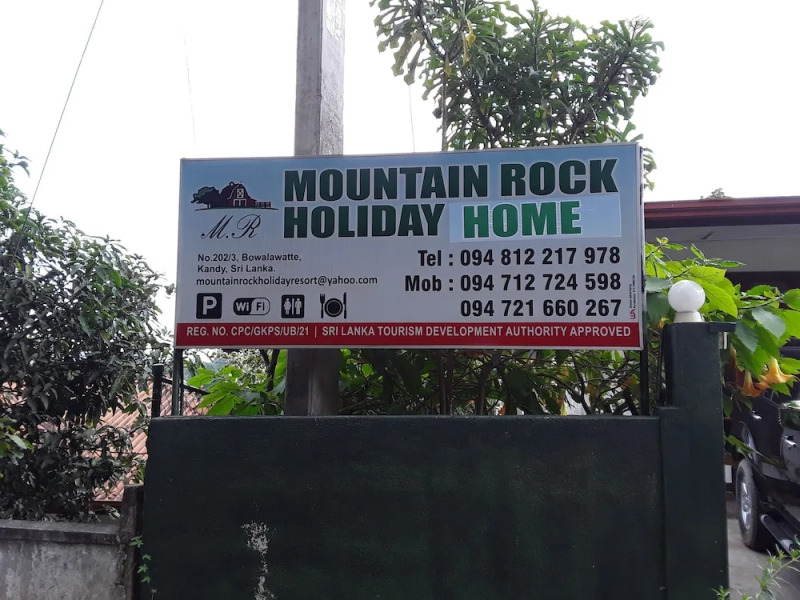 MOUNTAIN ROCK
HOLIDAY HOME
M.R
No.202/3, Bowalawatte,
Kandy, Sri Lanka.
mountainrockholidayresort@yahoo.com
Tel : 094 812 217 978
Mob : 094 712 724 598
094 721 660 267
P WiFi
REG. NO. CPC/GKPS/UB/21 | SRI LANKA TOURISM DEVELOPMENT AUTHORITY APPROVED